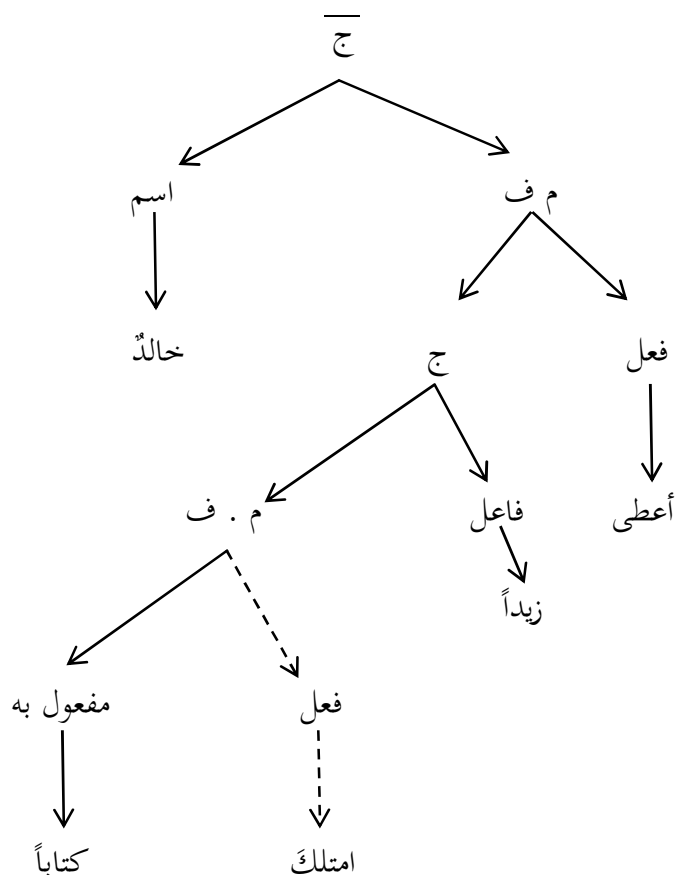 ج
م ف اسم
فعل ج خالدٌ
أعطى فاعل م . ف
زيداً
فعل مفعول به
امتلكَ كتاباً